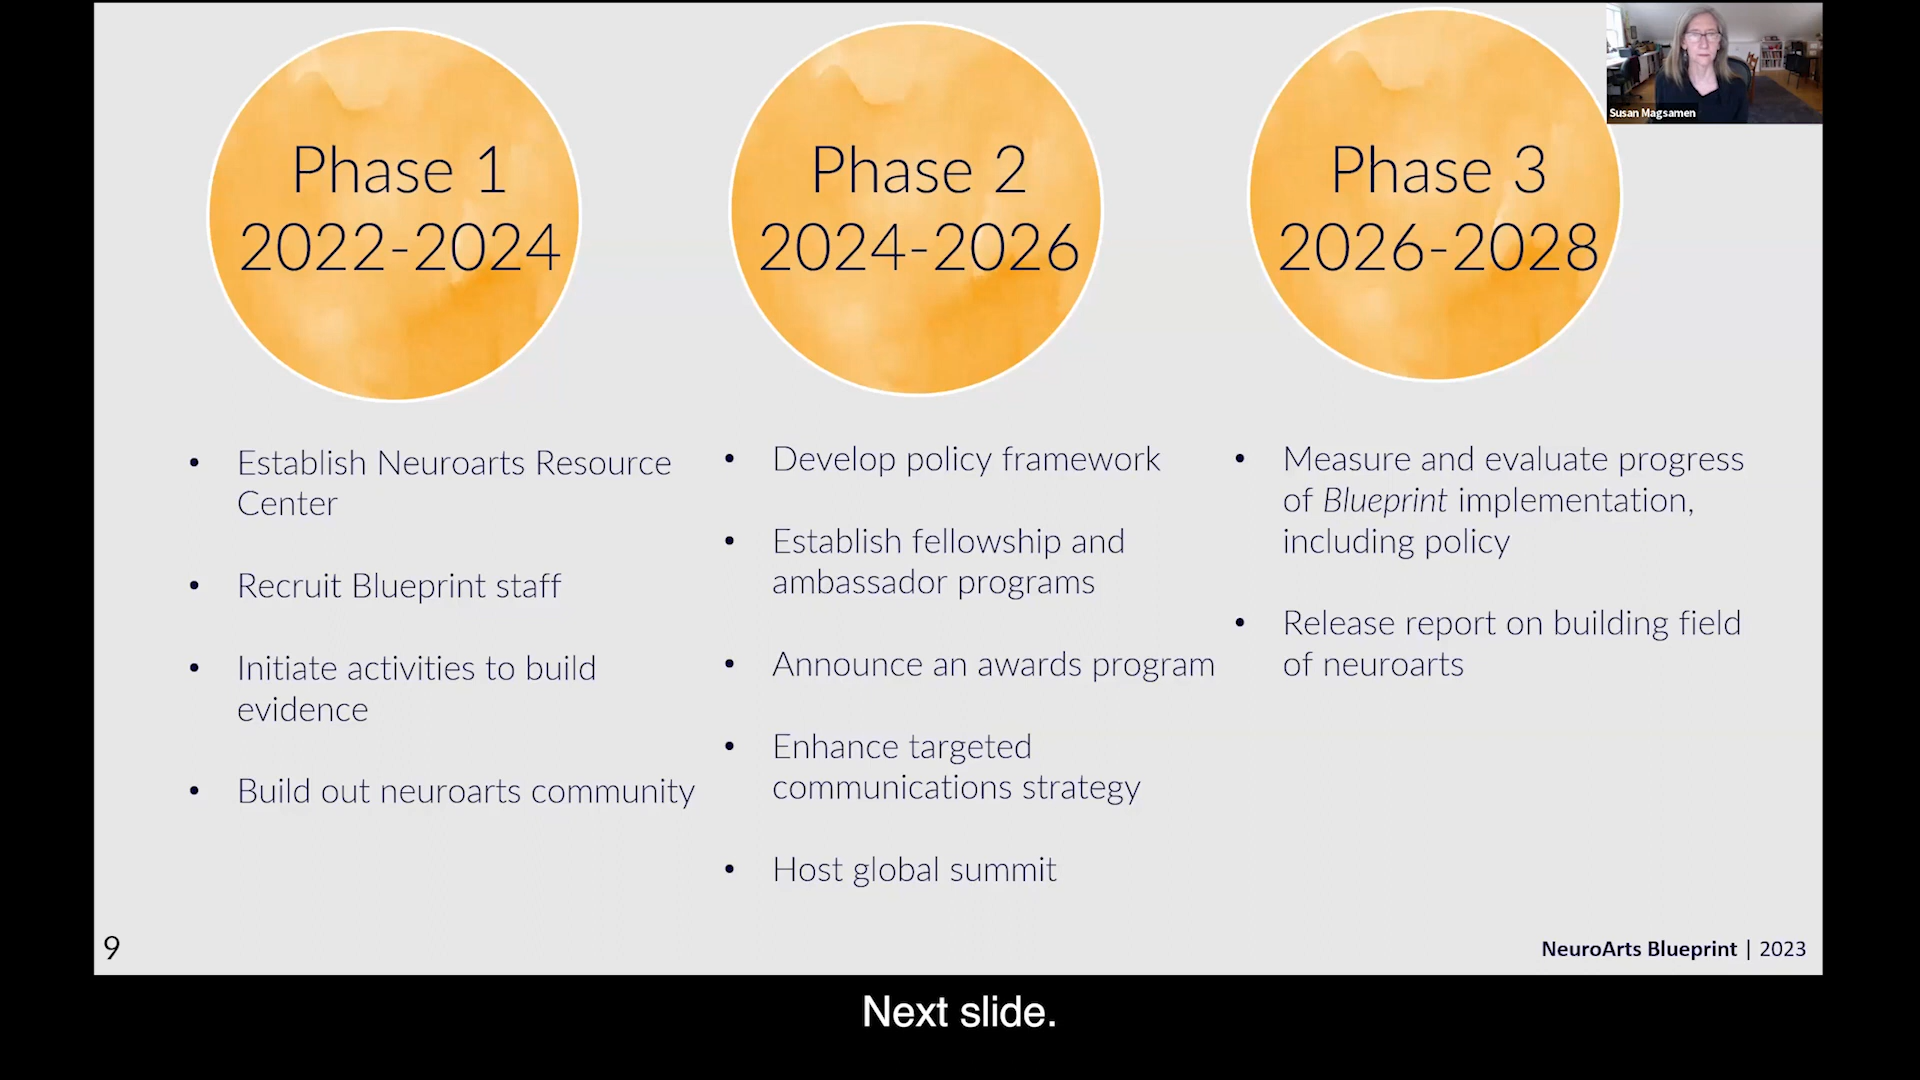 Phase 1
2022-2024
Phase 2
2024-2026
Phase 3
2026-2028
Susan Magsamen
• Establish Neuroarts Resource
Center
• Recruit Blueprint staff
• Initiate activities to build
evidence
• Build out neuroarts community
• Develop policy framework
• Establish fellowship and
ambassador programs
• Announce an awards program
• Enhance targeted
communications strategy
• Host global summit
• Measure and evaluate progress
of Blueprint implementation,
including policy
• Release report on building field
of neuroarts
9
NeuroArts Blueprint | 2023
Next slide.